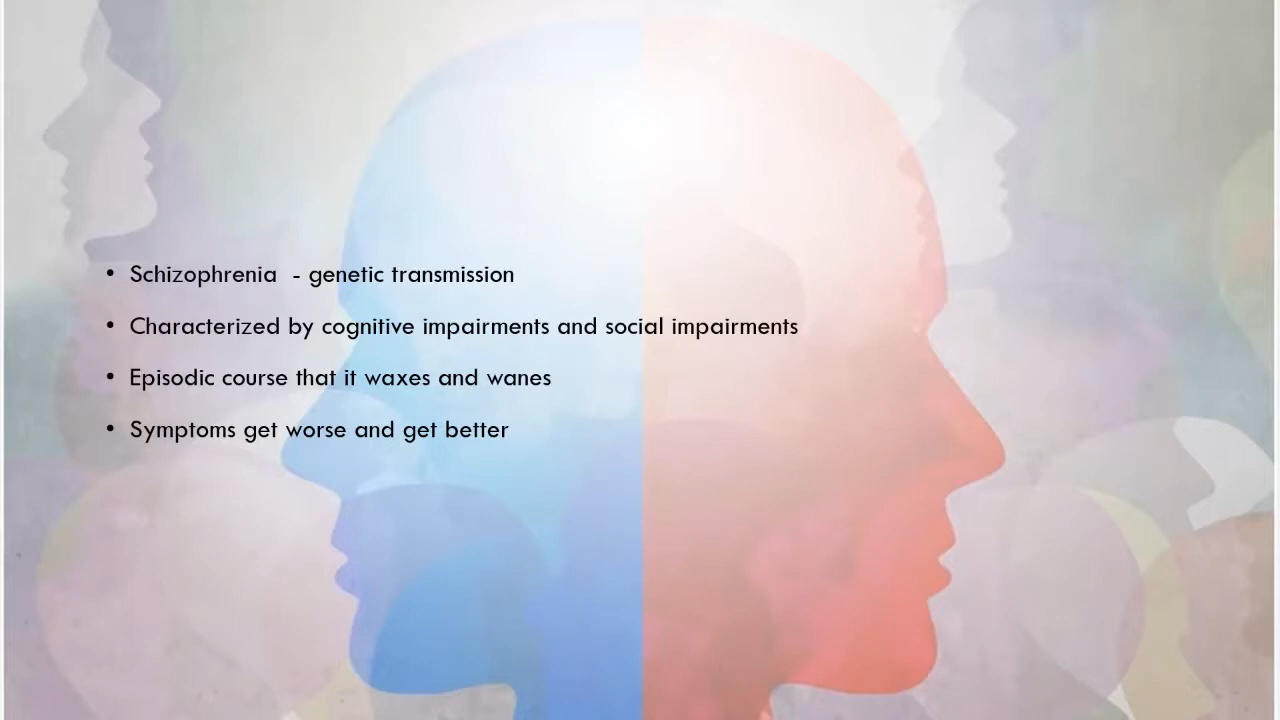 • Schizophrenia  - genetic transmission
• Characterized by cognitive impairments and social impairments
• Episodic course that it waxes and wanes
• Symptoms get worse and get better